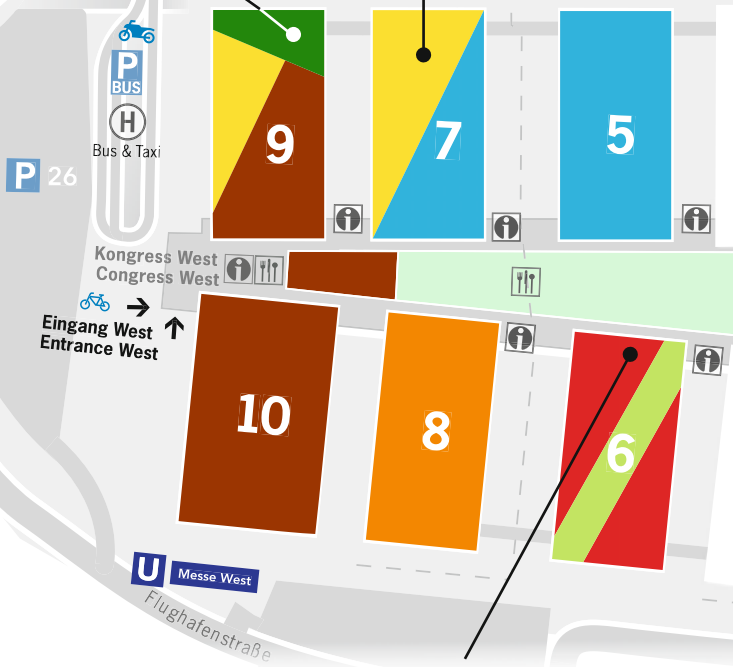 P
BUS
H
Bus & Taxi
P 26
9
7
5
Kongress West
Congress West
Eingang West
Entrance West
10
8
6
U Messe West
Flughafenstraße